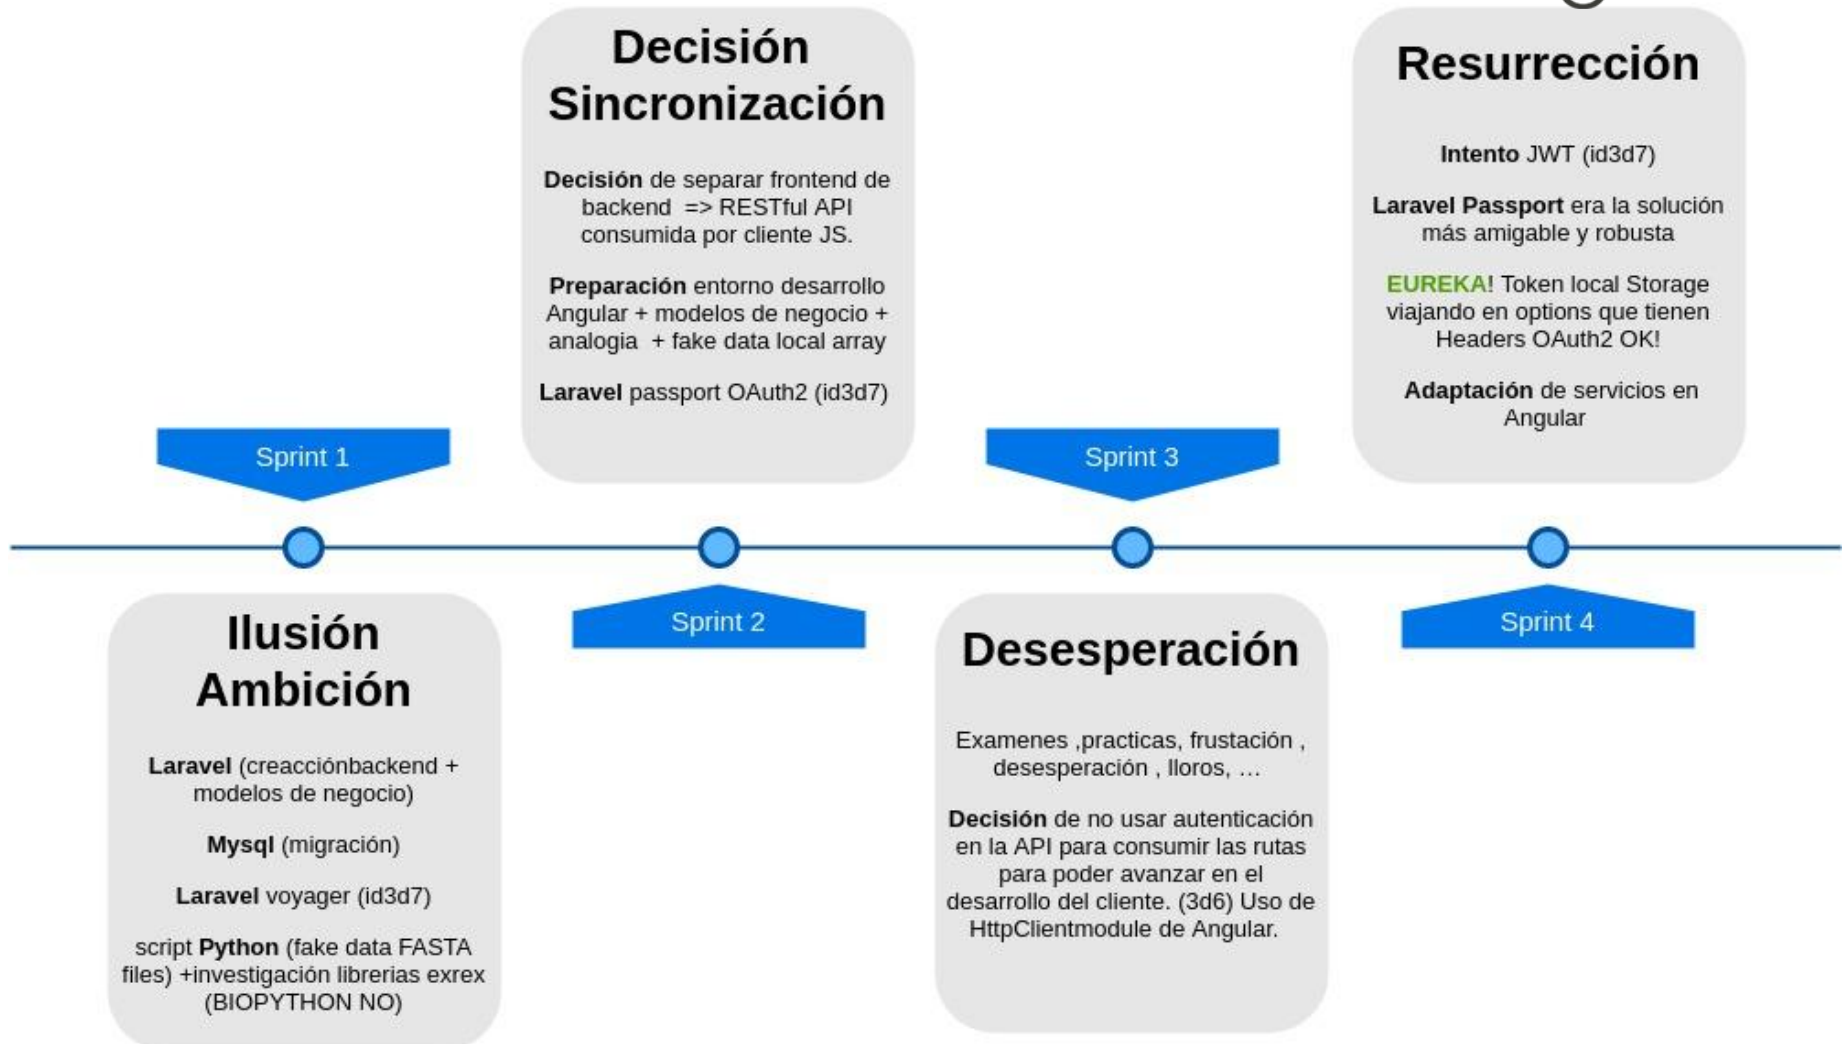 Decisión
Sincronización
Decisión de separar frontend de
backend => RESTful API
consumida por cliente JS.
Preparación entorno desarrollo
Angular + modelos de negocio +
analogia + fake data local array
Laravel passport OAuth2 (id3d7)
Resurrección
Intento JWT (id3d7)
Laravel Passport era la solución
más amigable y robusta
EUREKA! Token local Storage
viajando en options que tienen
Headers OAuth2 OK!
Adaptación de servicios en
Angular
Sprint 1
Sprint 3
Sprint 2
Sprint 4
Ilusión
Ambición
Laravel (creacciónbackend +
modelos de negocio)
Mysql (migración)
Laravel voyager (id3d7)
script Python (fake data FASTA
files) +investigación librerias exrex
(BIOPYTHON NO)
Desesperación
Examenes ,practicas, frustación ,
desesperación , lloros, …
Decisión de no usar autenticación
en la API para consumir las rutas
para poder avanzar en el
desarrollo del cliente. (3d6) Uso de
HttpClientmodule de Angular.